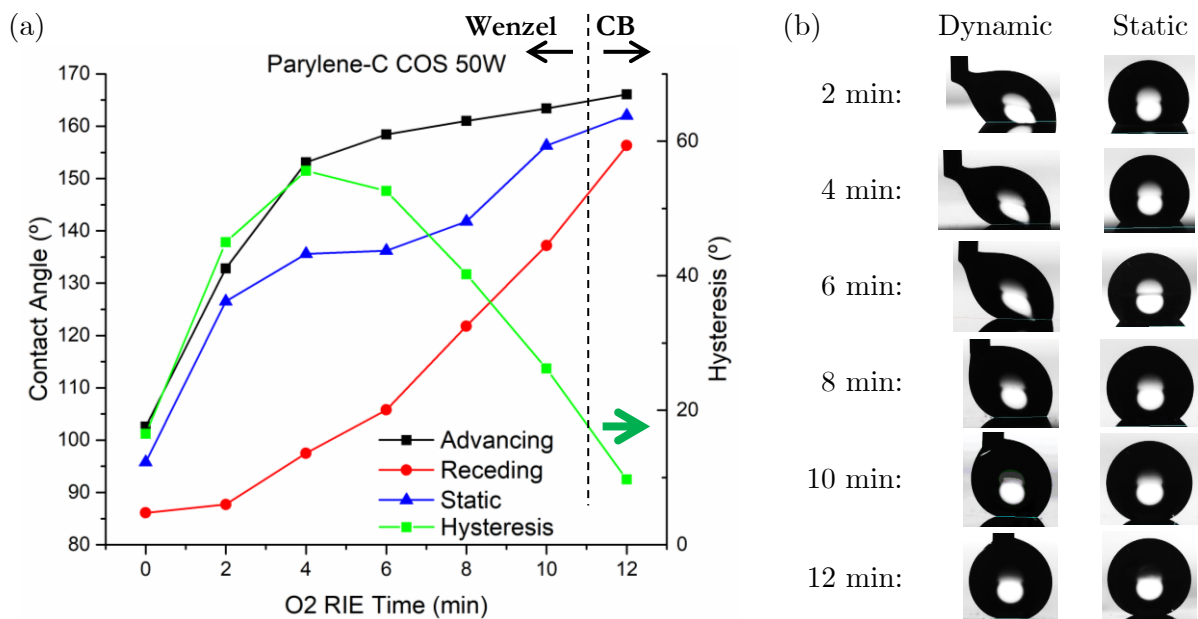 (a)
Wenzel CB
Parylene-C COS 50W
170
160
150
140
130
120
110
100
90
80
Contact Angle (º)
60
40
20
0
Hysteresis (º)
Advancing
Receding
Static
Hysteresis
0 2 4 6 8 10 12
O2 RIE Time (min)
(b)
Dynamic Static
2 min:
4 min:
6 min:
8 min:
10 min:
12 min: